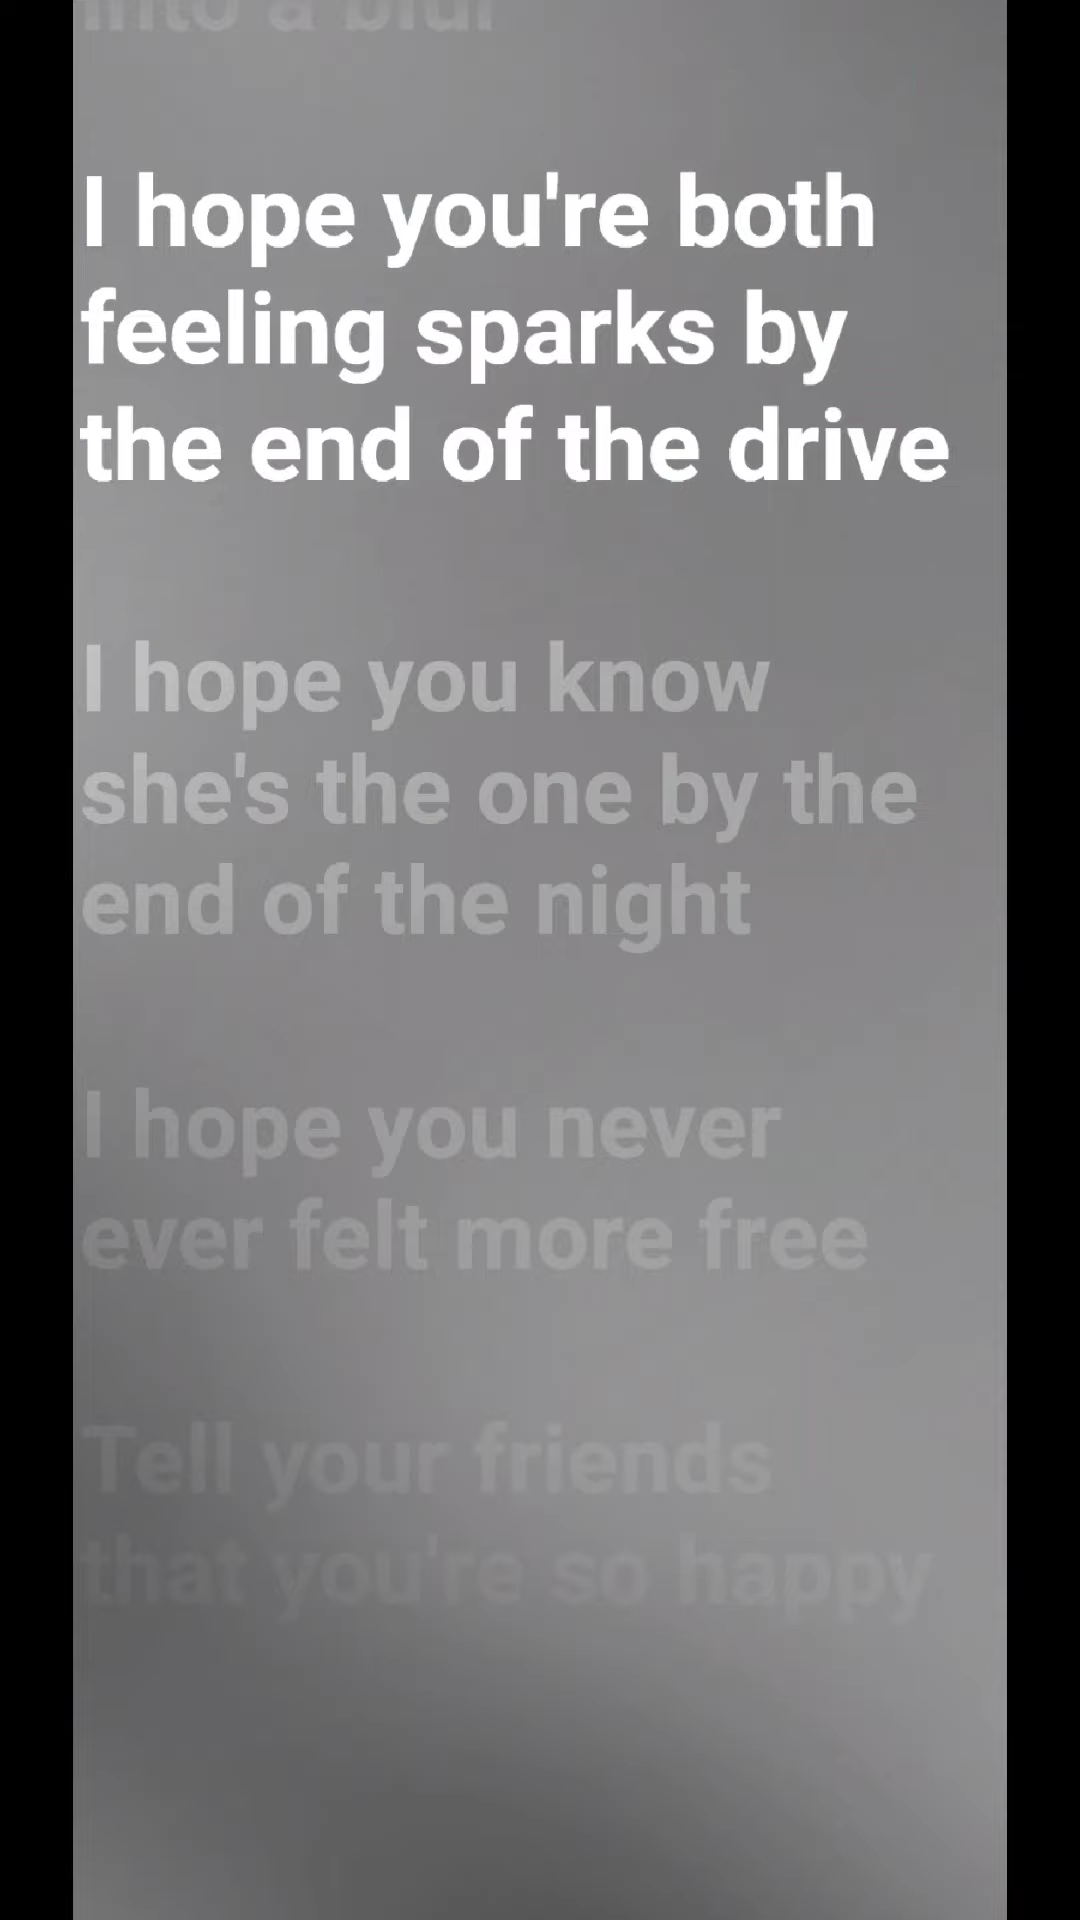 into a blur
I hope you're both
feeling sparks by
the end of the drive
I hope you know
she's the one by the
end of the night
I hope you never
ever felt more free
Tell your friends
that you're so happy